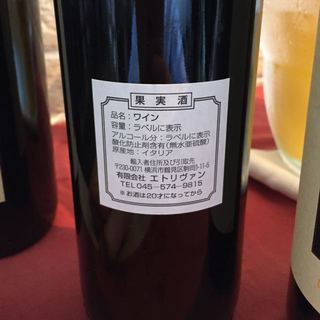 果実酒
品名：ワイン
容量：ラベルに表示
アルコール分：ラベルに表示
酸化防止剤含有(無水亜硫酸)
原産地：イタリア
輸入者住所及び引取先
〒230-0071 横浜市鶴見区駒岡1-11-5
有限会社 エトリヴァン
TEL045-574-9815
※お酒は20才になってから